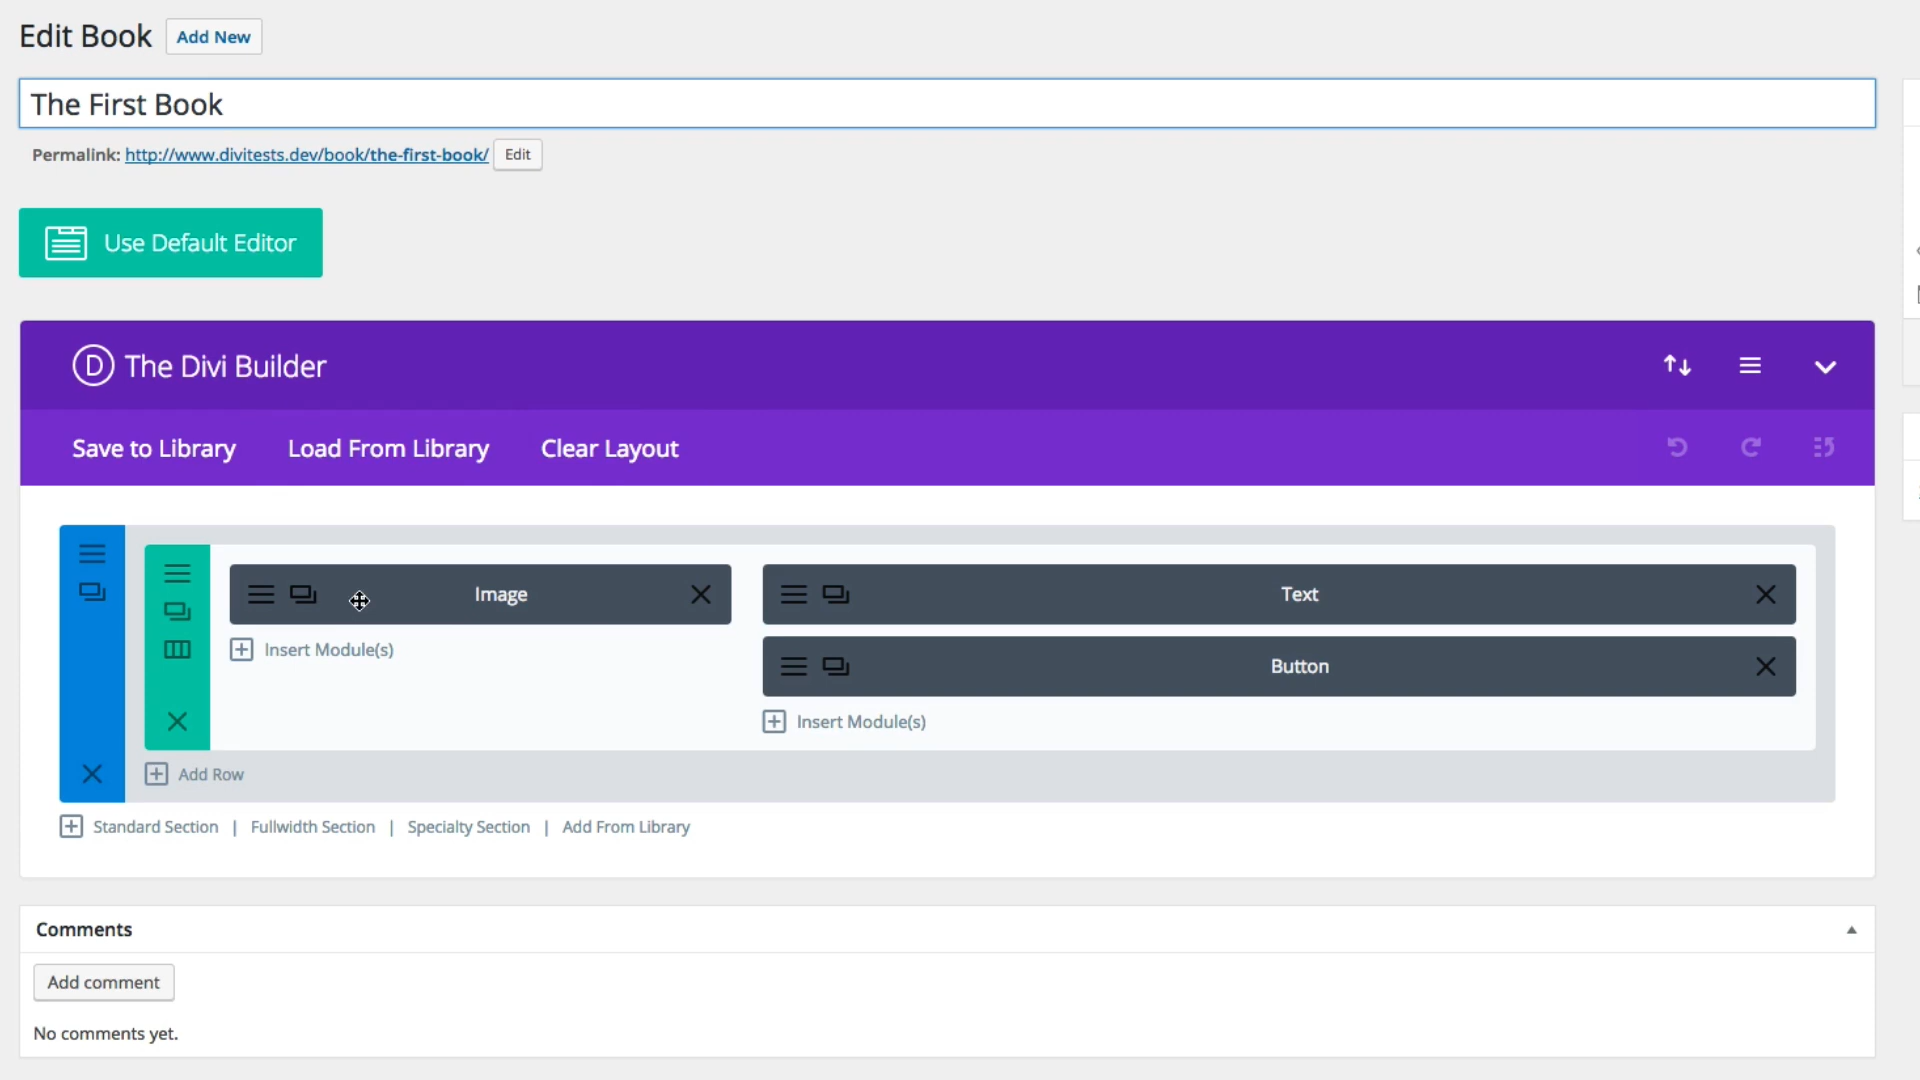 Edit Book Add New
The First Book
Permalink: http://www.divitests.dev/book/the-first-book/ Edit
Use Default Editor
D The Divi Builder
Save to Library Load From Library Clear Layout
Image Text
Insert Module(s) Button
Insert Module(s)
Add Row
Standard Section | Fullwidth Section | Specialty Section | Add From Library
Comments
Add comment
No comments yet.